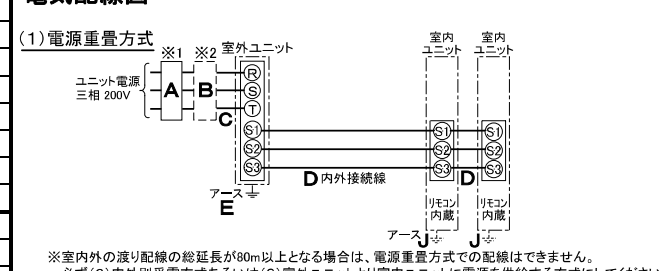 (1)電源重畳方式
※1 ※2 室外ユニット
室内
ユニット
室内
ユニット
ユニット電源
三相 200V
A
B
C
R
S
T
S1
S2
S3
S1
S2
S3
S1
S2
S3
D 内外接続線
D
アース
E
リモコン
内蔵
リモコン
内蔵
アース J
J
※室内外の渡り配線の総延長が80m以上となる場合は、電源重畳方式での配線はできません。